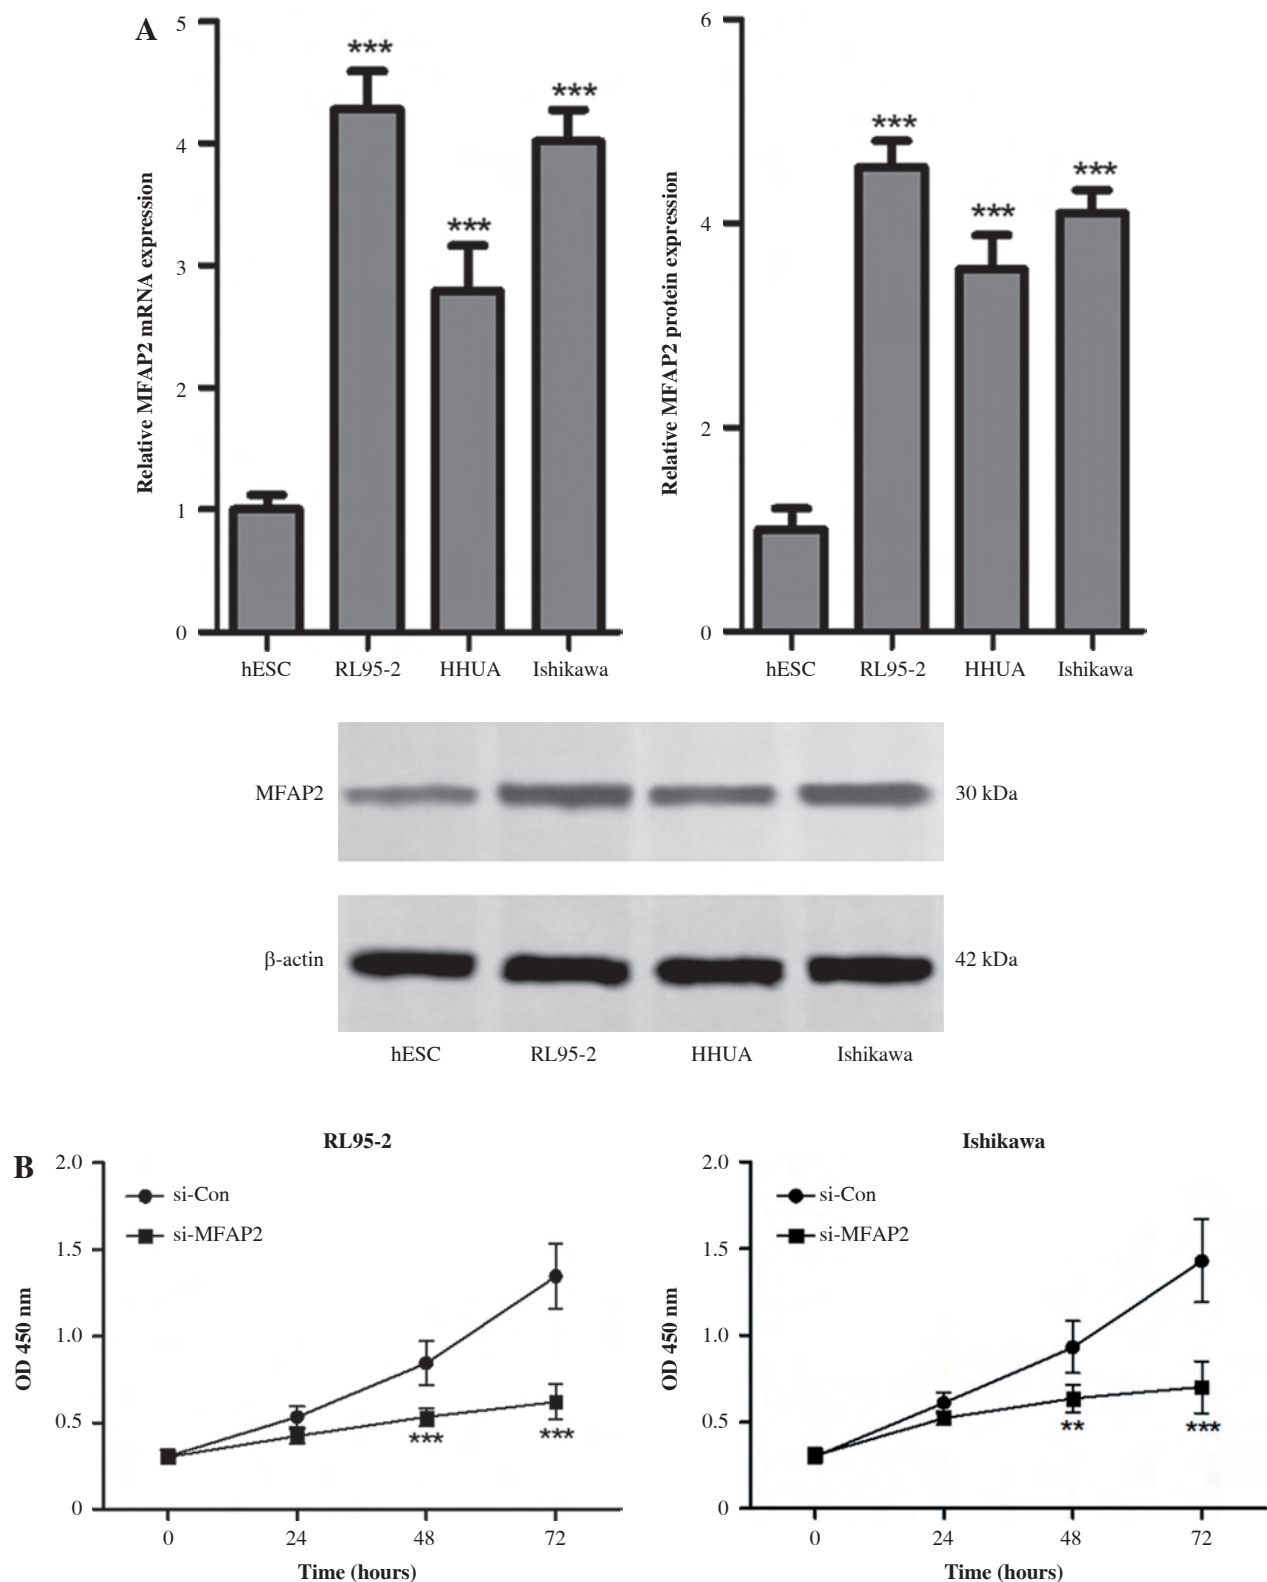 A
5
4
3
2
1
0
Relative MFAP2 mRNA expression
***
***
***
hESC RL95-2 HHUA Ishikawa
6
4
2
0
Relative MFAP2 protein expression
***
***
***
hESC RL95-2 HHUA Ishikawa
MFAP2 30 kDa
β-actin 42 kDa
hESC RL95-2 HHUA Ishikawa
B
RL95-2
2.0
1.5
1.0
0.5
0
OD 450 nm
si-Con
si-MFAP2
*** ***
0 24 48 72
Time (hours)
Ishikawa
2.0
1.5
1.0
0.5
0
OD 450 nm
si-Con
si-MFAP2
** ***
0 24 48 72
Time (hours)